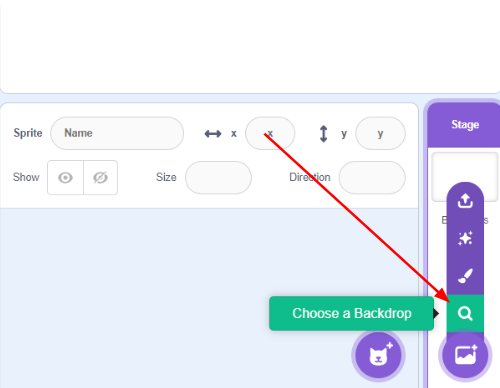 Sprite Name x x y y
Stage
Show Size Direction
Choose a Backdrop